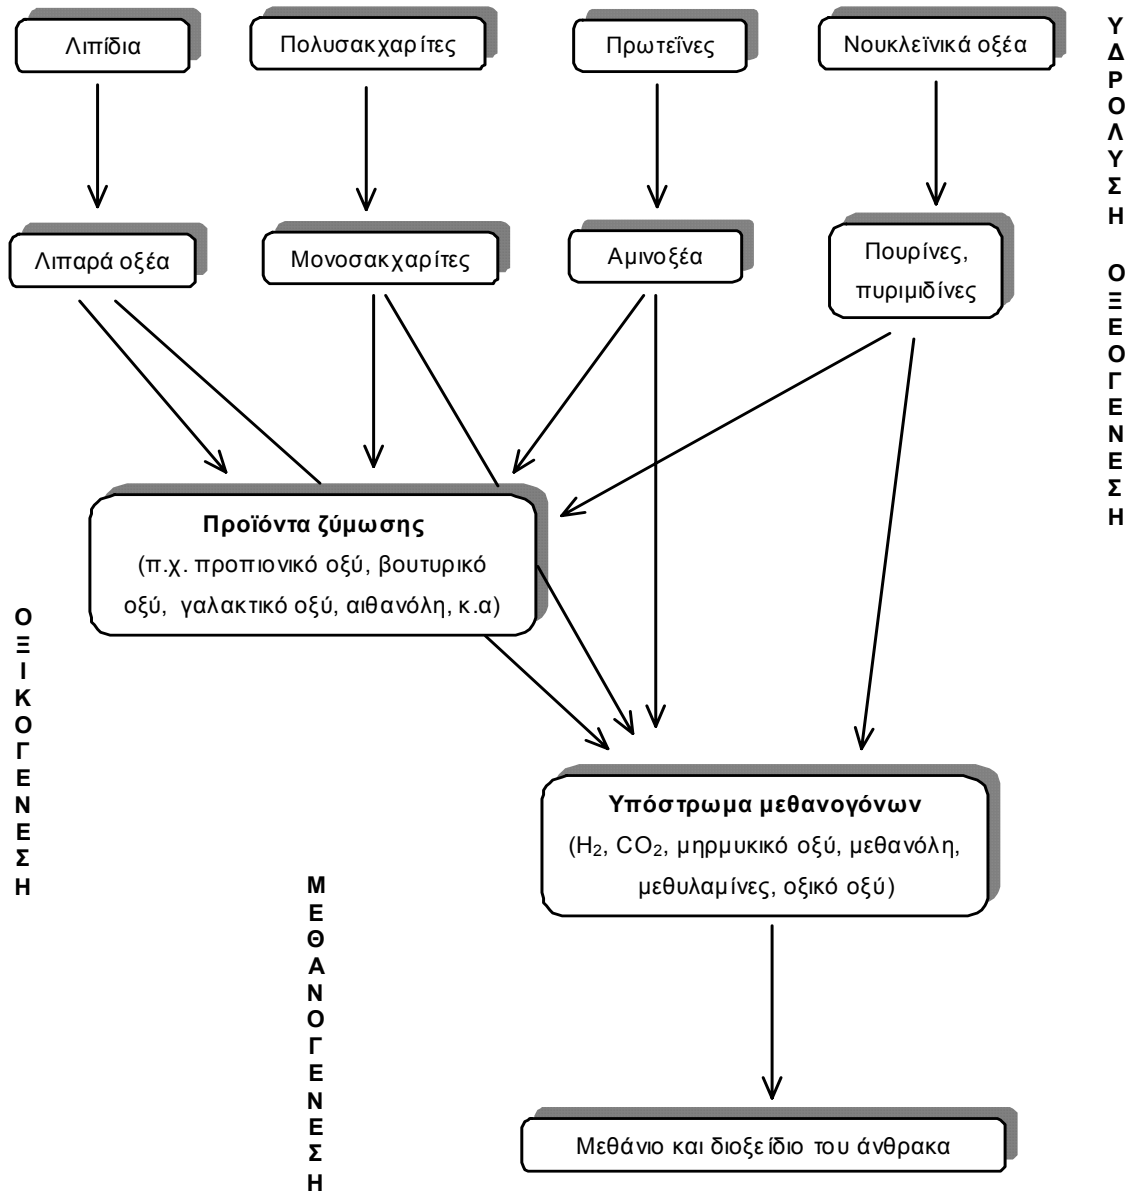 Λιπίδια
Πολυσακχαρίτες
Πρωτεΐνες
Νουκλεϊνικά οξέα
ΥΔΡΟΛΥΣΗ
Λιπαρά οξέα
Μονοσακχαρίτες
Αμινοξέα
Πουρίνες,
πυριμιδίνες
ΟΞΕΟΓΕΝΕΣΗ
Προϊόντα ζύμωσης
(π.χ. προπιονικό οξύ, βουτυρικό
οξύ, γαλακτικό οξύ, αιθανόλη, κ.α)
ΟΞΙΚΟΓΕΝΕΣΗ
Υπόστρωμα μεθανογόνων
(H₂, CO₂, μηρμυκικό οξύ, μεθανόλη,
μεθυλαμίνες, οξικό οξύ)
ΜΕΘΑΝΟΓΕΝΕΣΗ
Μεθάνιο και διοξείδιο του άνθρακα